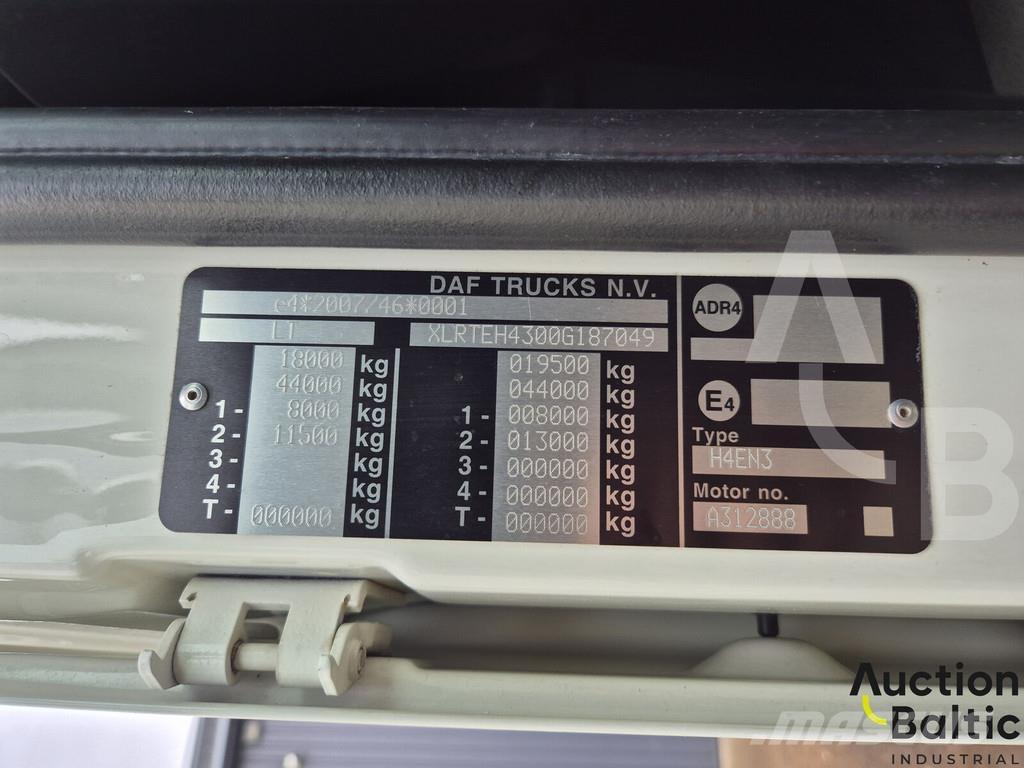 DAF TRUCKS N.V.
e4*2007/46*0001
LT XLRTEH4300G187049
18000 kg 019500 kg
44000 kg 044000 kg
1- 8000 kg 1- 008000 kg
2- 11500 kg 2- 013000 kg
3- kg 3- 000000 kg
4- kg 4- 000000 kg
T- 000000 kg T- 000000 kg
ADR4
E4
Type
H4EN3
Motor no.
A312888
AB
Auction
Baltic
INDUSTRIAL